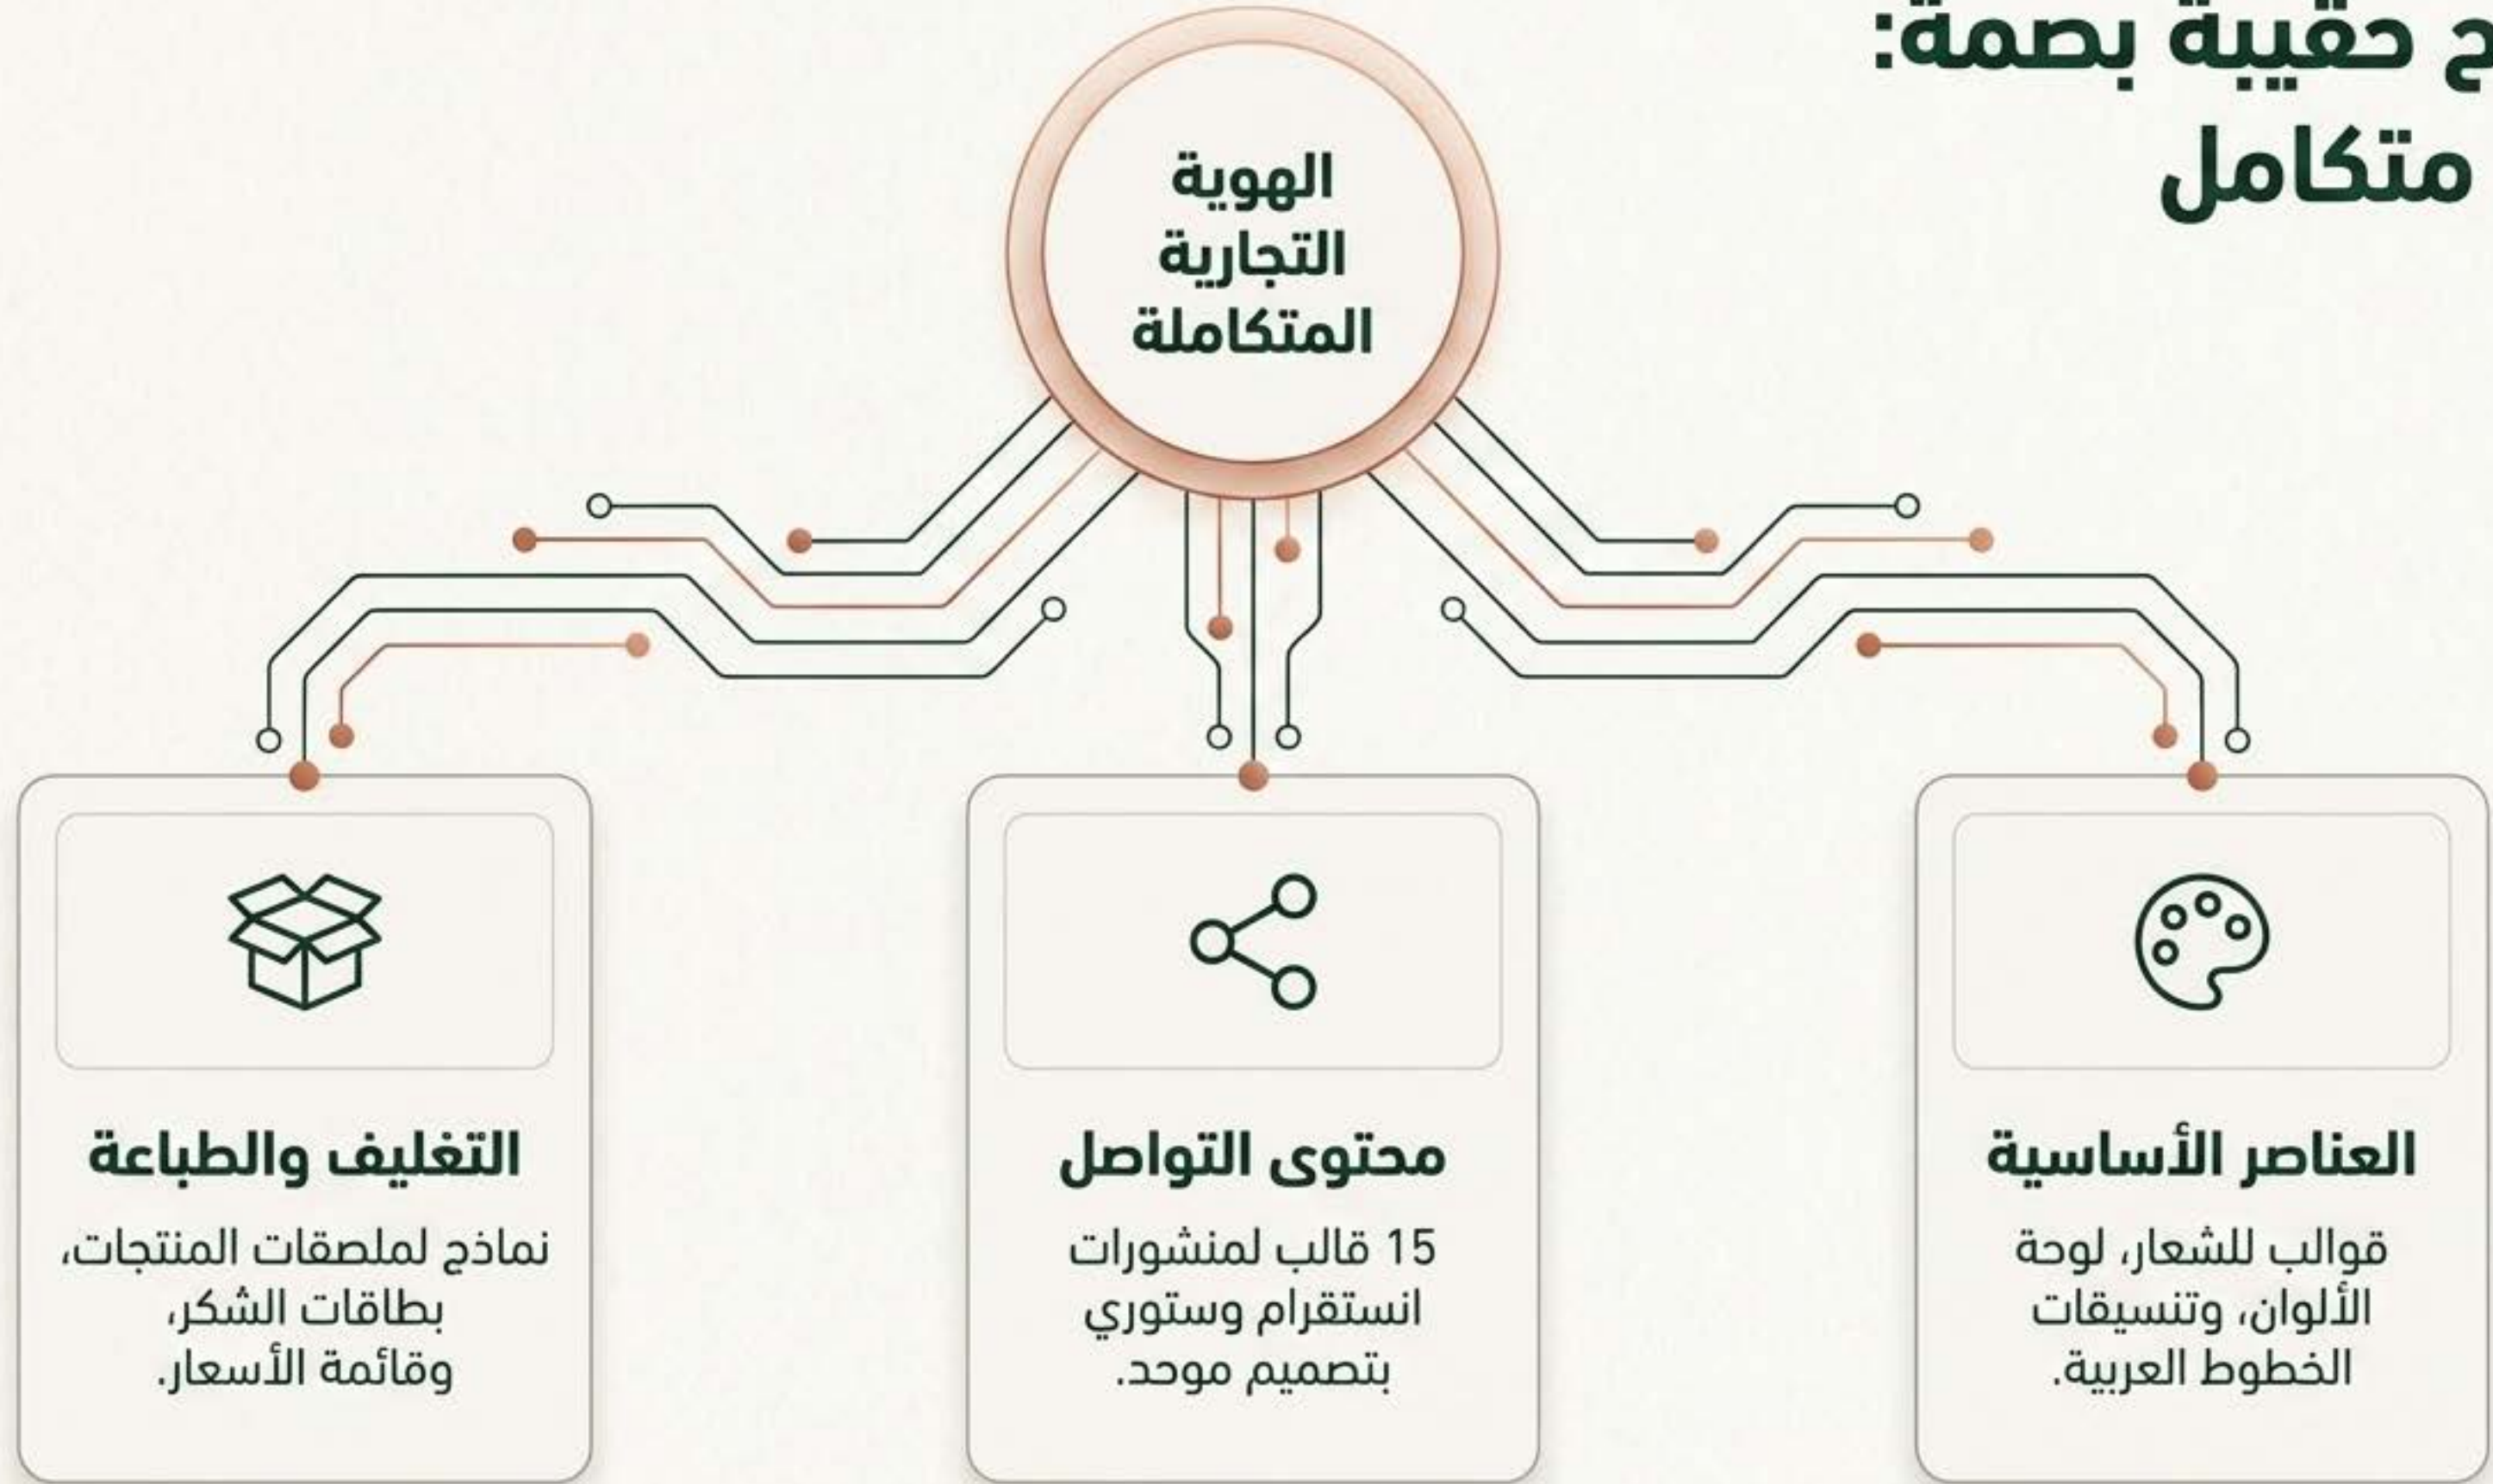 حقيبة بصمة:
متكامل
الهوية
التجارية
المتكاملة
العناصر الأساسية
قوالب للشعار، لوحة
الألوان، وتنسيقات
الخطوط العربية.
محتوى التواصل
15 قالب لمنشورات
انستقرام وستوري
بتصميم موحد.
التغليف والطباعة
نماذج لملصقات المنتجات،
بطاقات الشكر،
وقائمة الأسعار.